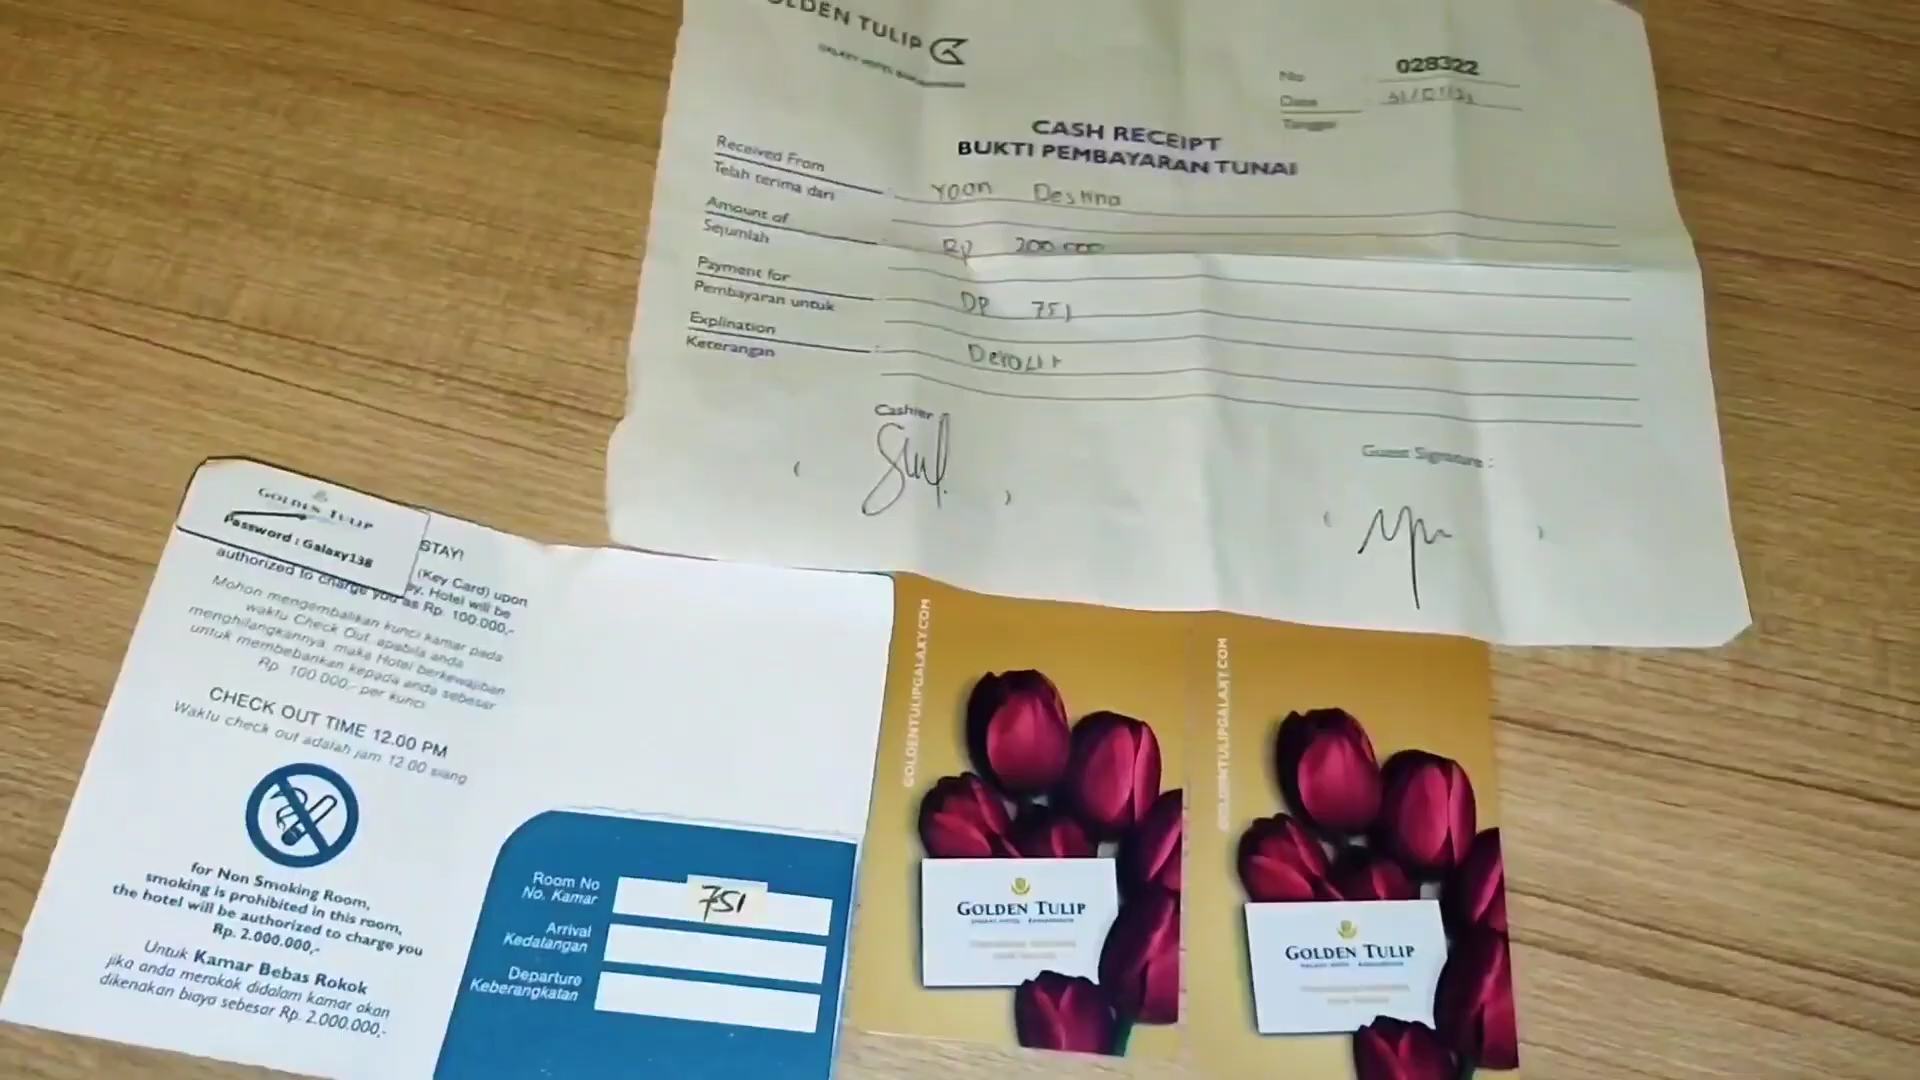 GOLDEN TULIP
No 028322
Date
Tanggal
CASH RECEIPT
BUKTI PEMBAYARAN TUNAI
Received From
Telah terima dari
Yoan Destina
Amount of
Sejumlah
Rp 200.000
Payment for
Pembayaran untuk
DP 751
Explination
Keterangan
Deposit
Cashier
Guest Signature :
GOLDEN TULIP
Password : Galaxy138
STAY!
(Key Card) upon
Hotel will be
authorized to charge you as Rp. 100.000,-
Mohon mengembalikan kunci kamar pada
waktu Check Out, apabila anda
menghilangkannya, maka Hotel berkewajiban
untuk membebankan kepada anda sebesar
Rp. 100.000,- per kunci
CHECK OUT TIME 12.00 PM
Waktu check out adalah jam 12.00 siang
for Non Smoking Room,
smoking is prohibited in this room,
the hotel will be authorized to charge you
Rp. 2.000.000,-
Untuk Kamar Bebas Rokok
jika anda merokok didalam kamar akan
dikenakan biaya sebesar Rp. 2.000.000,-
Room No
No. Kamar
751
Arrival
Kedatangan
Departure
Keberangkatan
GOLDENTULIPGALAXY.COM
GOLDEN TULIP
GOLDENTULIPGALAXY.COM
GOLDEN TULIP